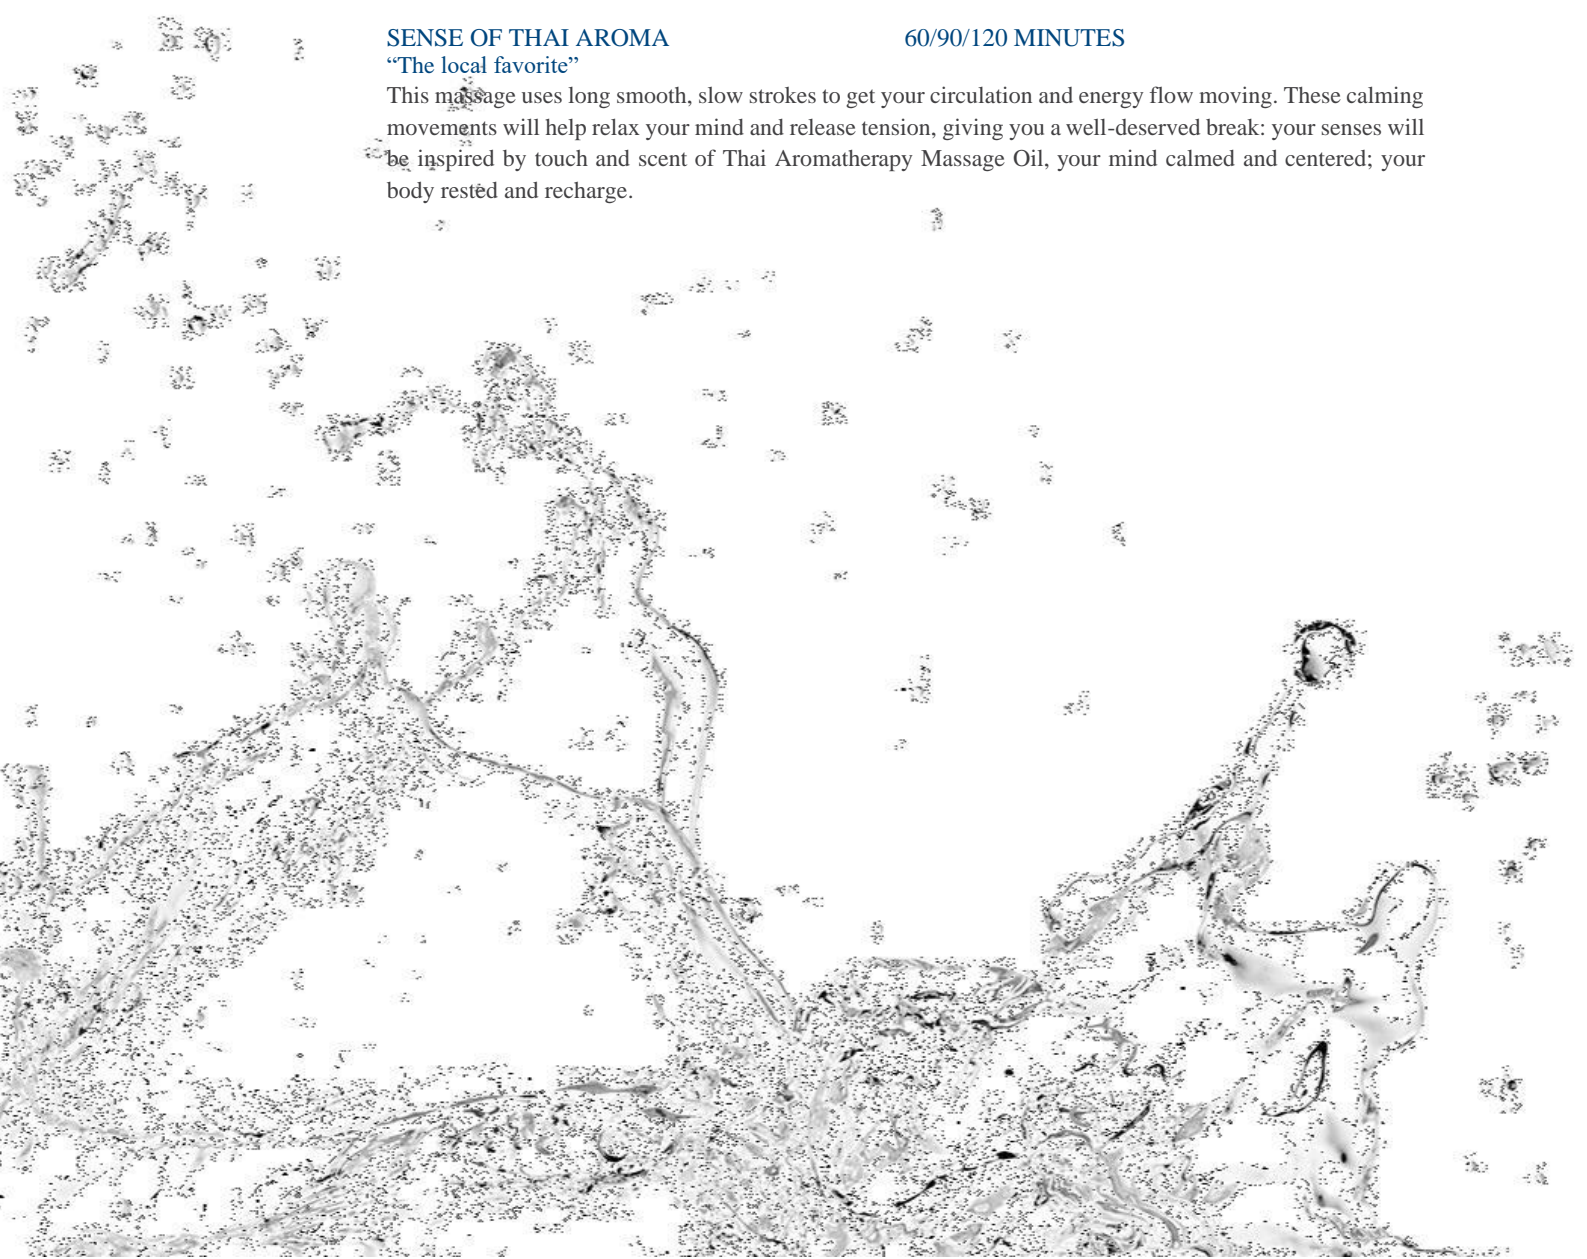 SENSE OF THAI AROMA 60/90/120 MINUTES
“The local favorite”
This massage uses long smooth, slow strokes to get your circulation and energy flow moving. These calming
movements will help relax your mind and release tension, giving you a well-deserved break: your senses will
be inspired by touch and scent of Thai Aromatherapy Massage Oil, your mind calmed and centered; your
body rested and recharge.